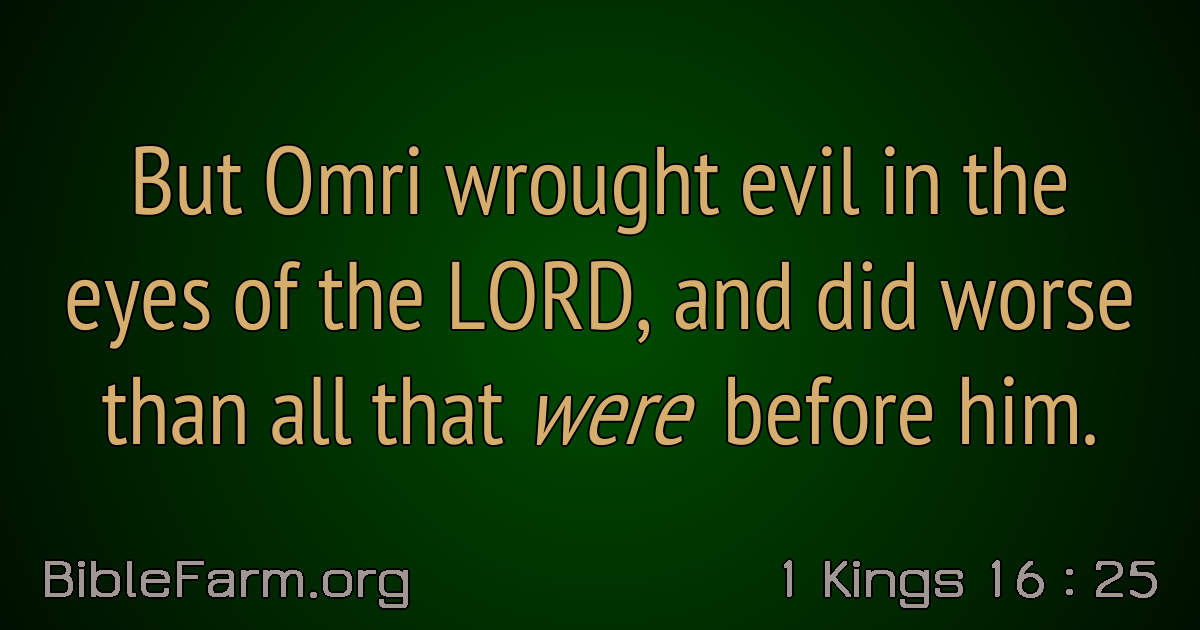 But Omri wrought evil in the
eyes of the LORD, and did worse
than all that were before him.
BibleFarm.org
1 Kings 16 : 25